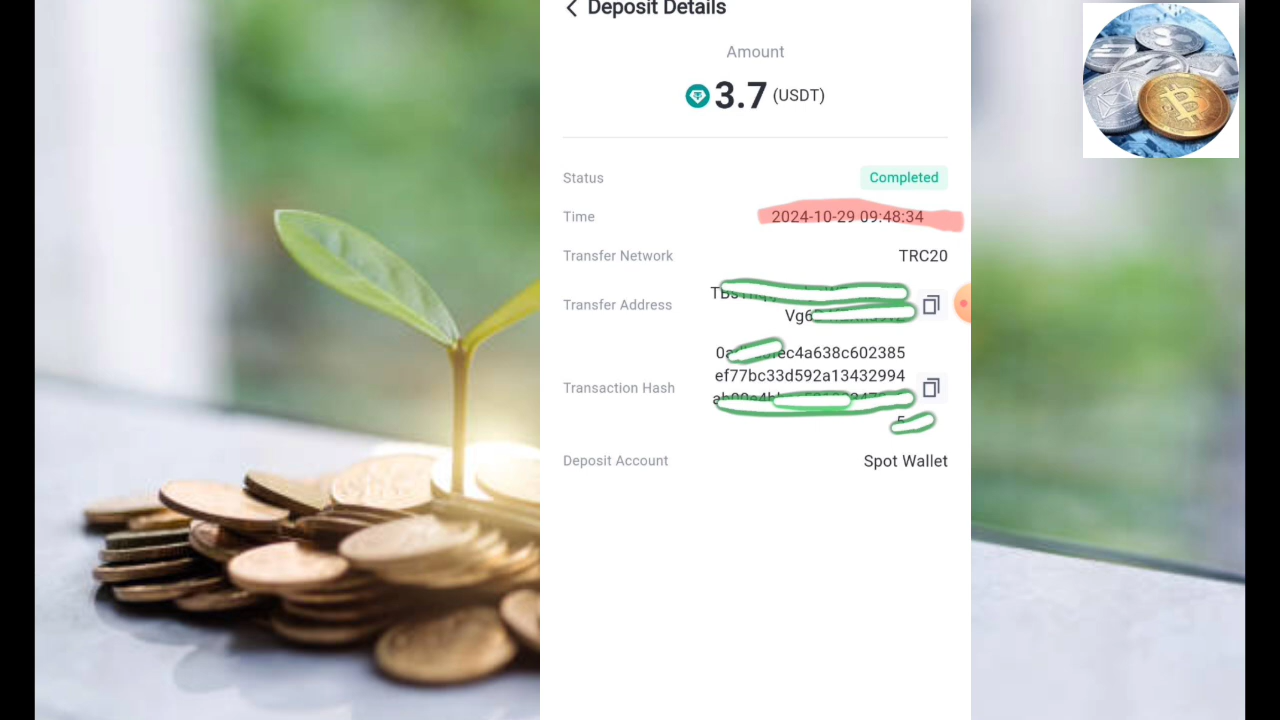 Deposit Details
Amount
3.7 (USDT)
Status
Completed
Time
2024-10-29 09:48:34
Transfer Network
TRC20
Transfer Address
Transaction Hash
ef77bc33d592a13432994
Deposit Account
Spot Wallet